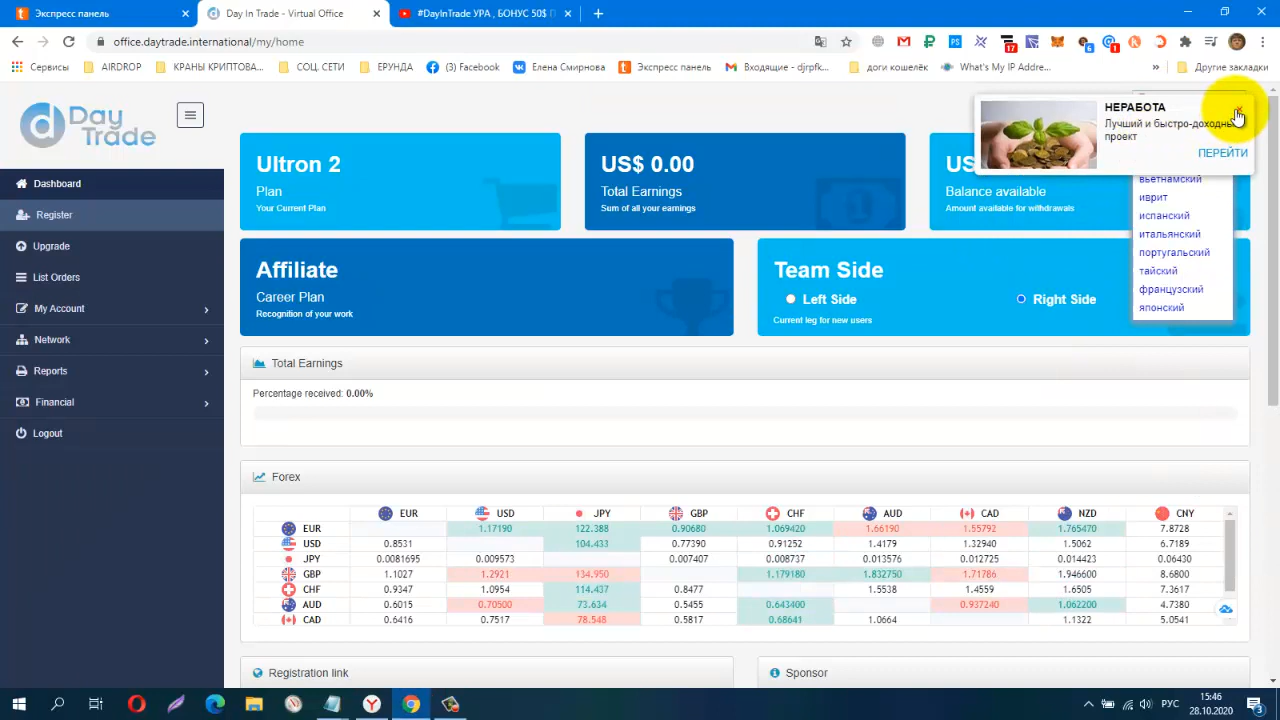 Экспресс панель
Day In Trade - Virtual Office
#DayInTrade УРА , БОНУС 50$ П
office.daytrade.international/my/home
17
6
1
Сервисы
AIRDROP
КРАНЫ КРИПТОВА...
СОЦ. СЕТИ
ЕРУНДА
(3) Facebook
Елена Смирнова
Экспресс панель
Входящие - djrpfk...
доги кошелёк
What's My IP Addre...
»
Другие закладки
Day
Trade
НЕРАБОТА
Лучший и быстро-доходный
проект
ПЕРЕЙТИ
вьетнамский
иврит
испанский
итальянский
португальский
тайский
французский
японский
Dashboard
Register
Upgrade
List Orders
My Account
Network
Reports
Financial
Logout
Ultron 2
Plan
Your Current Plan
US$ 0.00
Total Earnings
Sum of all your earnings
US
Balance available
Amount available for withdrawals
Affiliate
Career Plan
Recognition of your work
Team Side
Left Side
Right Side
Current leg for new users
Total Earnings
Percentage received: 0.00%
Forex
EUR USD JPY GBP CHF AUD CAD NZD CNY
EUR 1.17190 122.388 0.90680 1.069420 1.66190 1.55792 1.765470 7.8728
USD 0.8531 104.433 0.77390 0.91252 1.4179 1.32940 1.5062 6.7189
JPY 0.0081695 0.009573 0.007407 0.008737 0.013576 0.012725 0.014423 0.06430
GBP 1.1027 1.2921 134.950 1.179180 1.832750 1.71786 1.946600 8.6800
CHF 0.9347 1.0954 114.437 0.8477 1.5538 1.4559 1.6505 7.3617
AUD 0.6015 0.70500 73.634 0.5455 0.643400 0.937240 1.062200 4.7380
CAD 0.6416 0.7517 78.548 0.5817 0.68641 1.0664 1.1322 5.0541
Registration link
Sponsor
РУС
15:46
28.10.2020
3